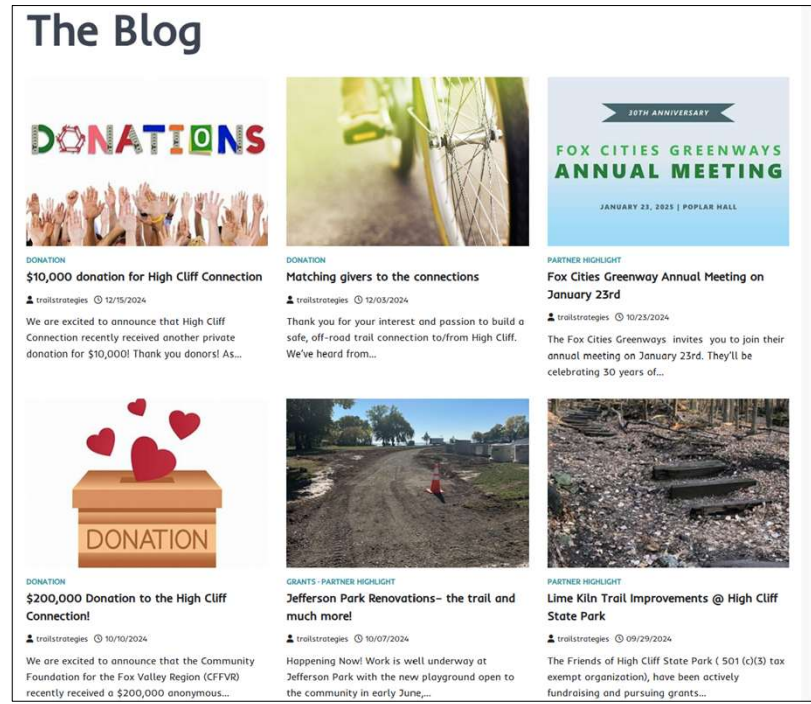 The Blog
DONATIONS
30TH ANNIVERSARY
FOX CITIES GREENWAYS
ANNUAL MEETING
JANUARY 23, 2025 | POPLAR HALL
DONATION
$10,000 donation for High Cliff Connection
trailstrategies 12/15/2024
We are excited to announce that High Cliff
Connection recently received another private
donation for $10,000! Thank you donors! As...
DONATION
Matching givers to the connections
trailstrategies 12/03/2024
Thank you for your interest and passion to build a
safe, off-road trail connection to/from High Cliff.
We've heard from...
PARTNER HIGHLIGHT
Fox Cities Greenway Annual Meeting on
January 23rd
trailstrategies 10/23/2024
The Fox Cities Greenways invites you to join their
annual meeting on January 23rd. They'll be
celebrating 30 years of...
DONATION
DONATION
$200,000 Donation to the High Cliff
Connection!
trailstrategies 10/10/2024
We are excited to announce that the Community
Foundation for the Fox Valley Region (CFFVR)
recently received a $200,000 anonymous...
GRANTS · PARTNER HIGHLIGHT
Jefferson Park Renovations– the trail and
much more!
trailstrategies 10/07/2024
Happening Now! Work is well underway at
Jefferson Park with the new playground open to
the community in early June,...
PARTNER HIGHLIGHT
Lime Kiln Trail Improvements @ High Cliff
State Park
trailstrategies 09/29/2024
The Friends of High Cliff State Park ( 501 (c)(3) tax
exempt organization), have been actively
fundraising and pursuing grants...